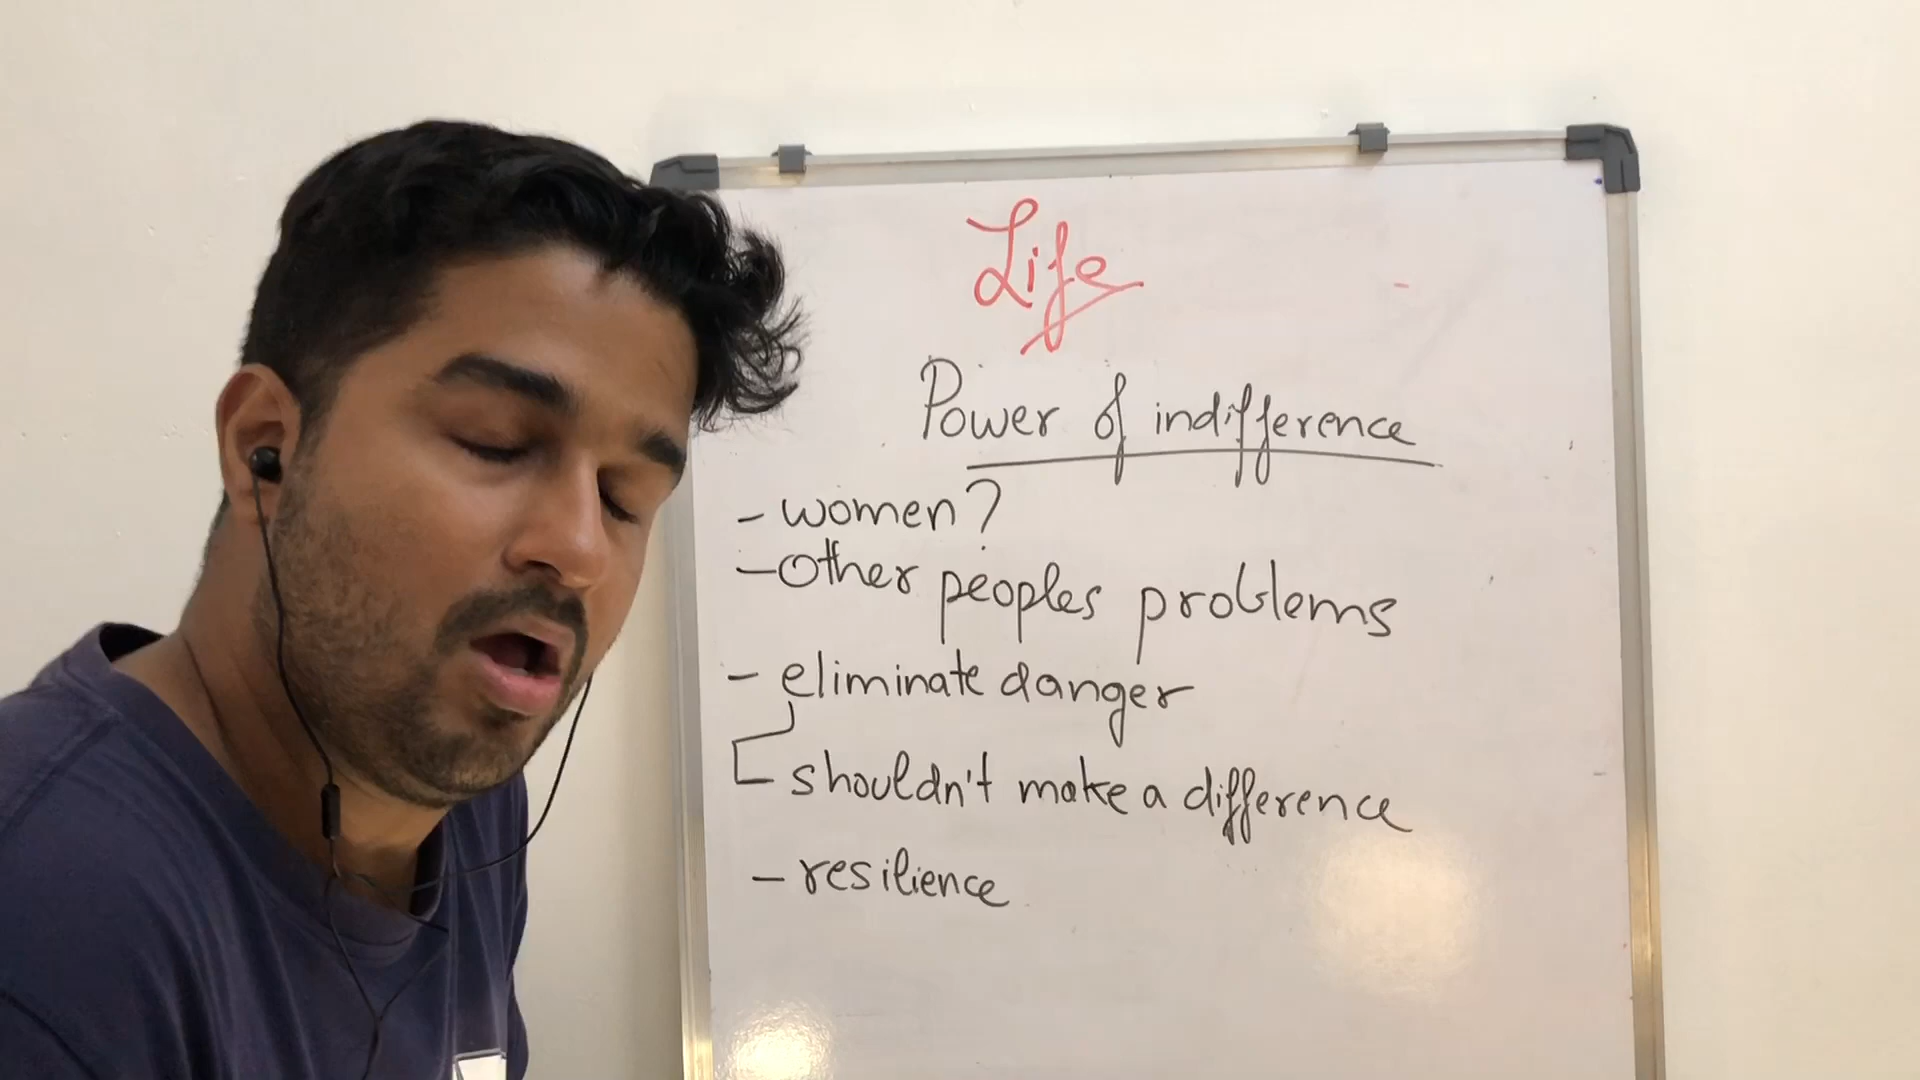 Life
Power of indifference
- women?
- other peoples problems
- eliminate danger
shouldn't make a difference
- resilience